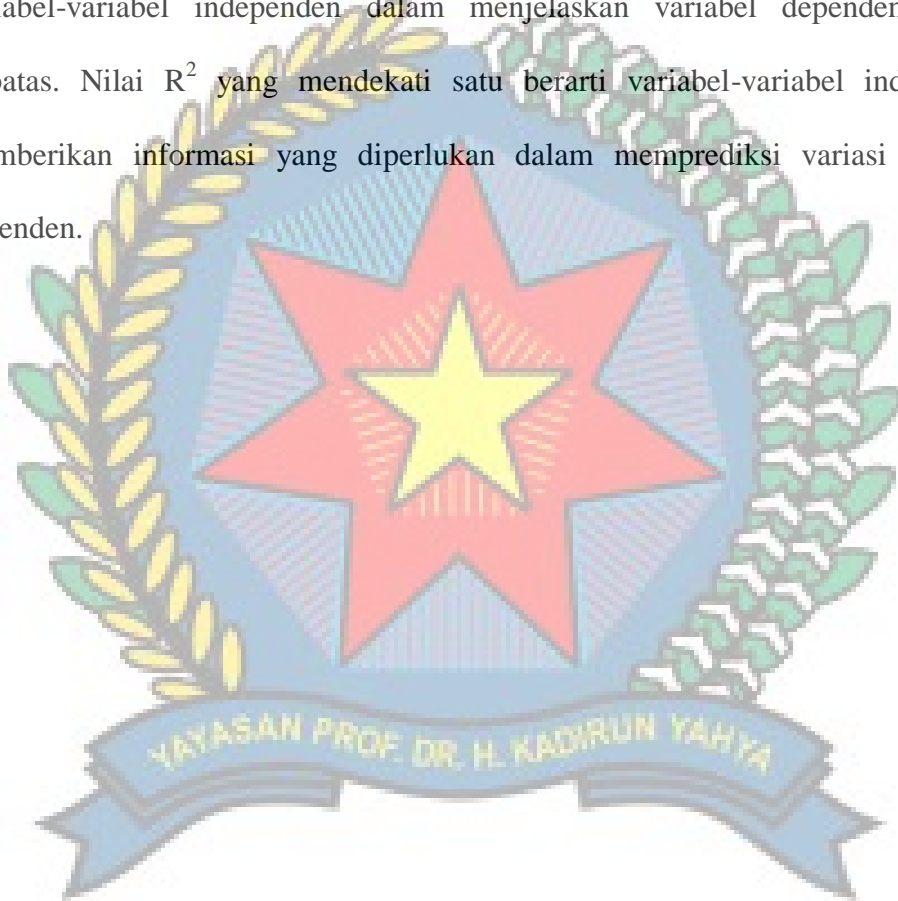 abel-variabel independen dalam menjelaskan variabel dependen
batas. Nilai R² yang mendekati satu berarti variabel-variabel ind
mberikan informasi yang diperlukan dalam memprediksi variasi
enden.
YAYASAN PROF. DR. H. KADIRUN YAHYA